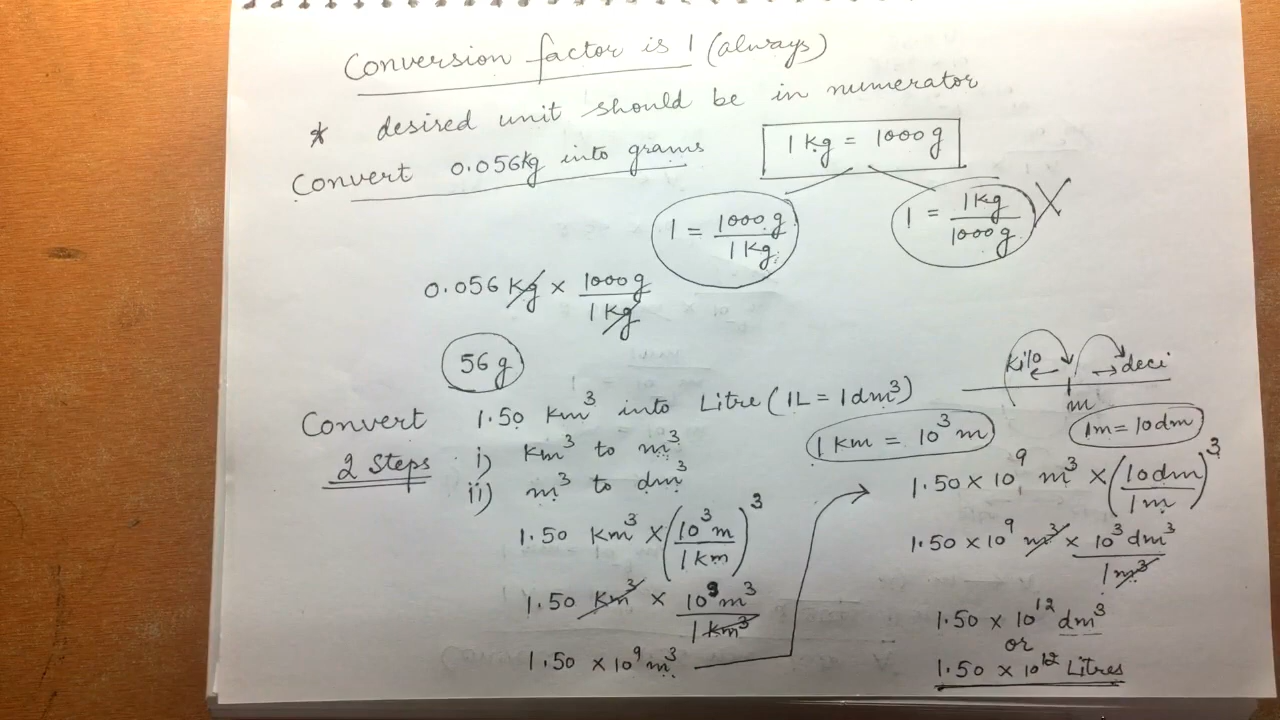 Conversion factor is 1 (always)
* desired unit should be in numerator
Convert 0.056kg into grams
1 Kg = 1000 g
1 = 1000 g / 1 Kg
1 = 1 Kg / 1000 g X
0.056 Kg × 1000 g / 1 Kg
56 g
Kilo ← → deci
m
Convert 1.50 Km³ into Litre (1L = 1dm³)
1 Km = 10³ m
1m = 10dm
2 Steps
i) Km³ to m³
ii) m³ to dm³
1.50 Km³ × (10³ m / 1 Km)³
1.50 Km³ × 10⁹ m³ / 1 Km³
1.50 × 10⁹ m³
1.50 × 10⁹ m³ × (10dm / 1m)³
1.50 × 10⁹ m³ × 10³ dm³ / 1m³
1.50 × 10¹² dm³
or
1.50 × 10¹² Litres